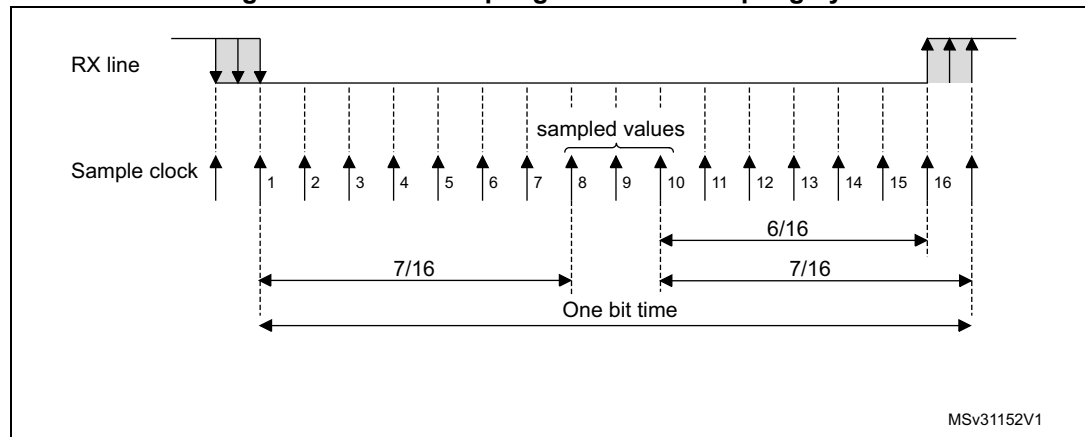 RX line
sampled values
Sample clock
1 2 3 4 5 6 7 8 9 10 11 12 13 14 15 16
6/16
7/16 7/16
One bit time
MSv31152V1